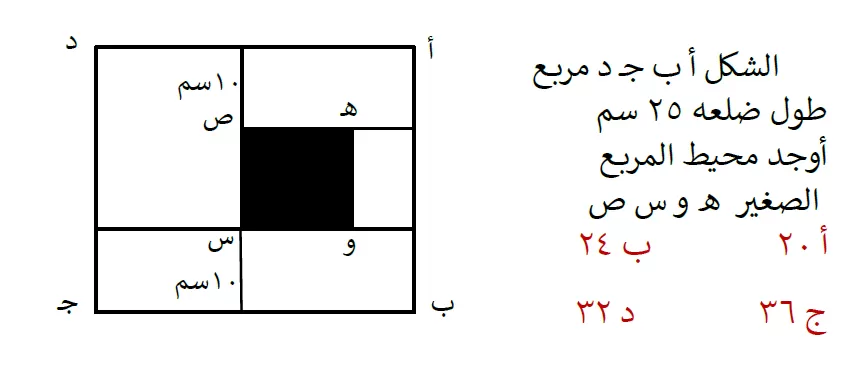 الشكل أ ب جـ د مربع
طول ضلعه ٢٥ سم
أوجد محيط المربع
الصغير هـ و س ص
أ ٢٠ ب ٢٤
ج ٣٦ د ٣٢
د
أ
١٠سم
ص
هـ
س
و
١٠سم
جـ
ب